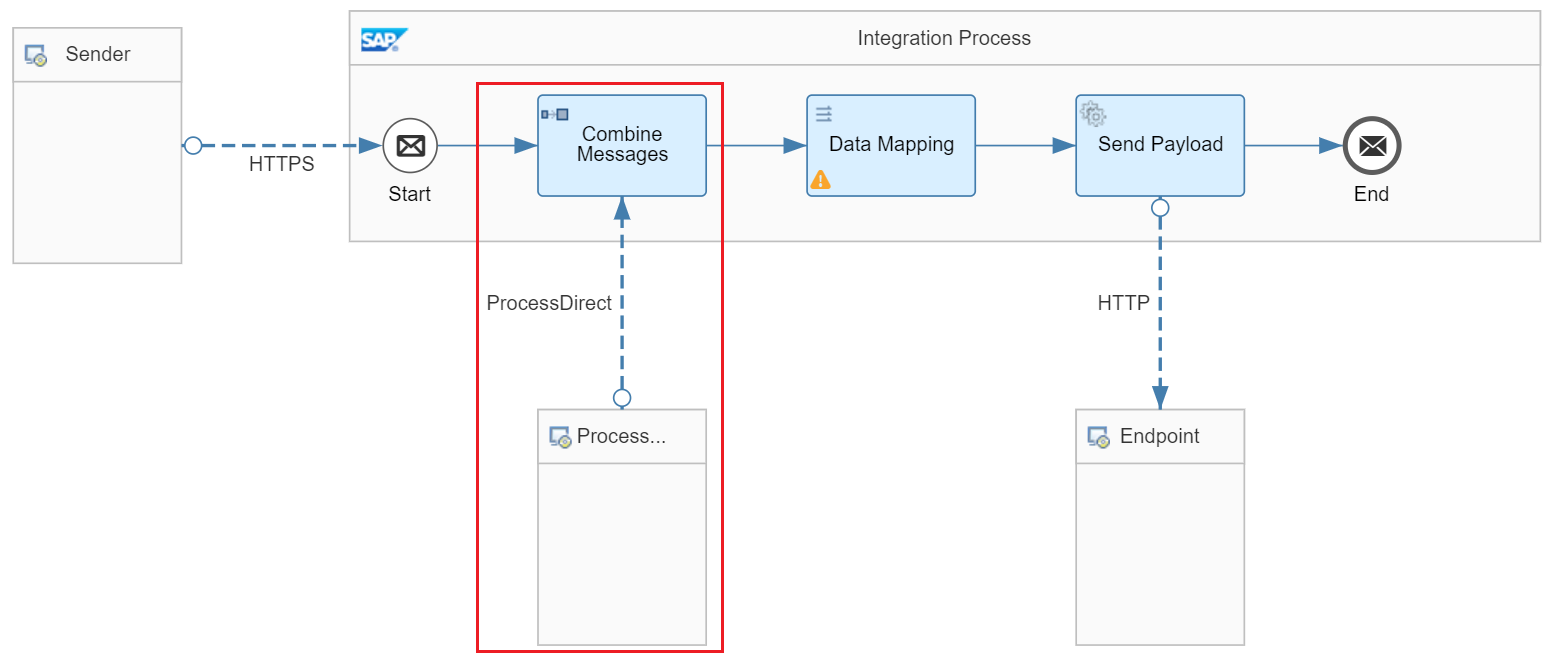 Sender
SAP
Integration Process
HTTPS
Start
Combine
Messages
Data Mapping
Send Payload
End
ProcessDirect
HTTP
Process...
Endpoint